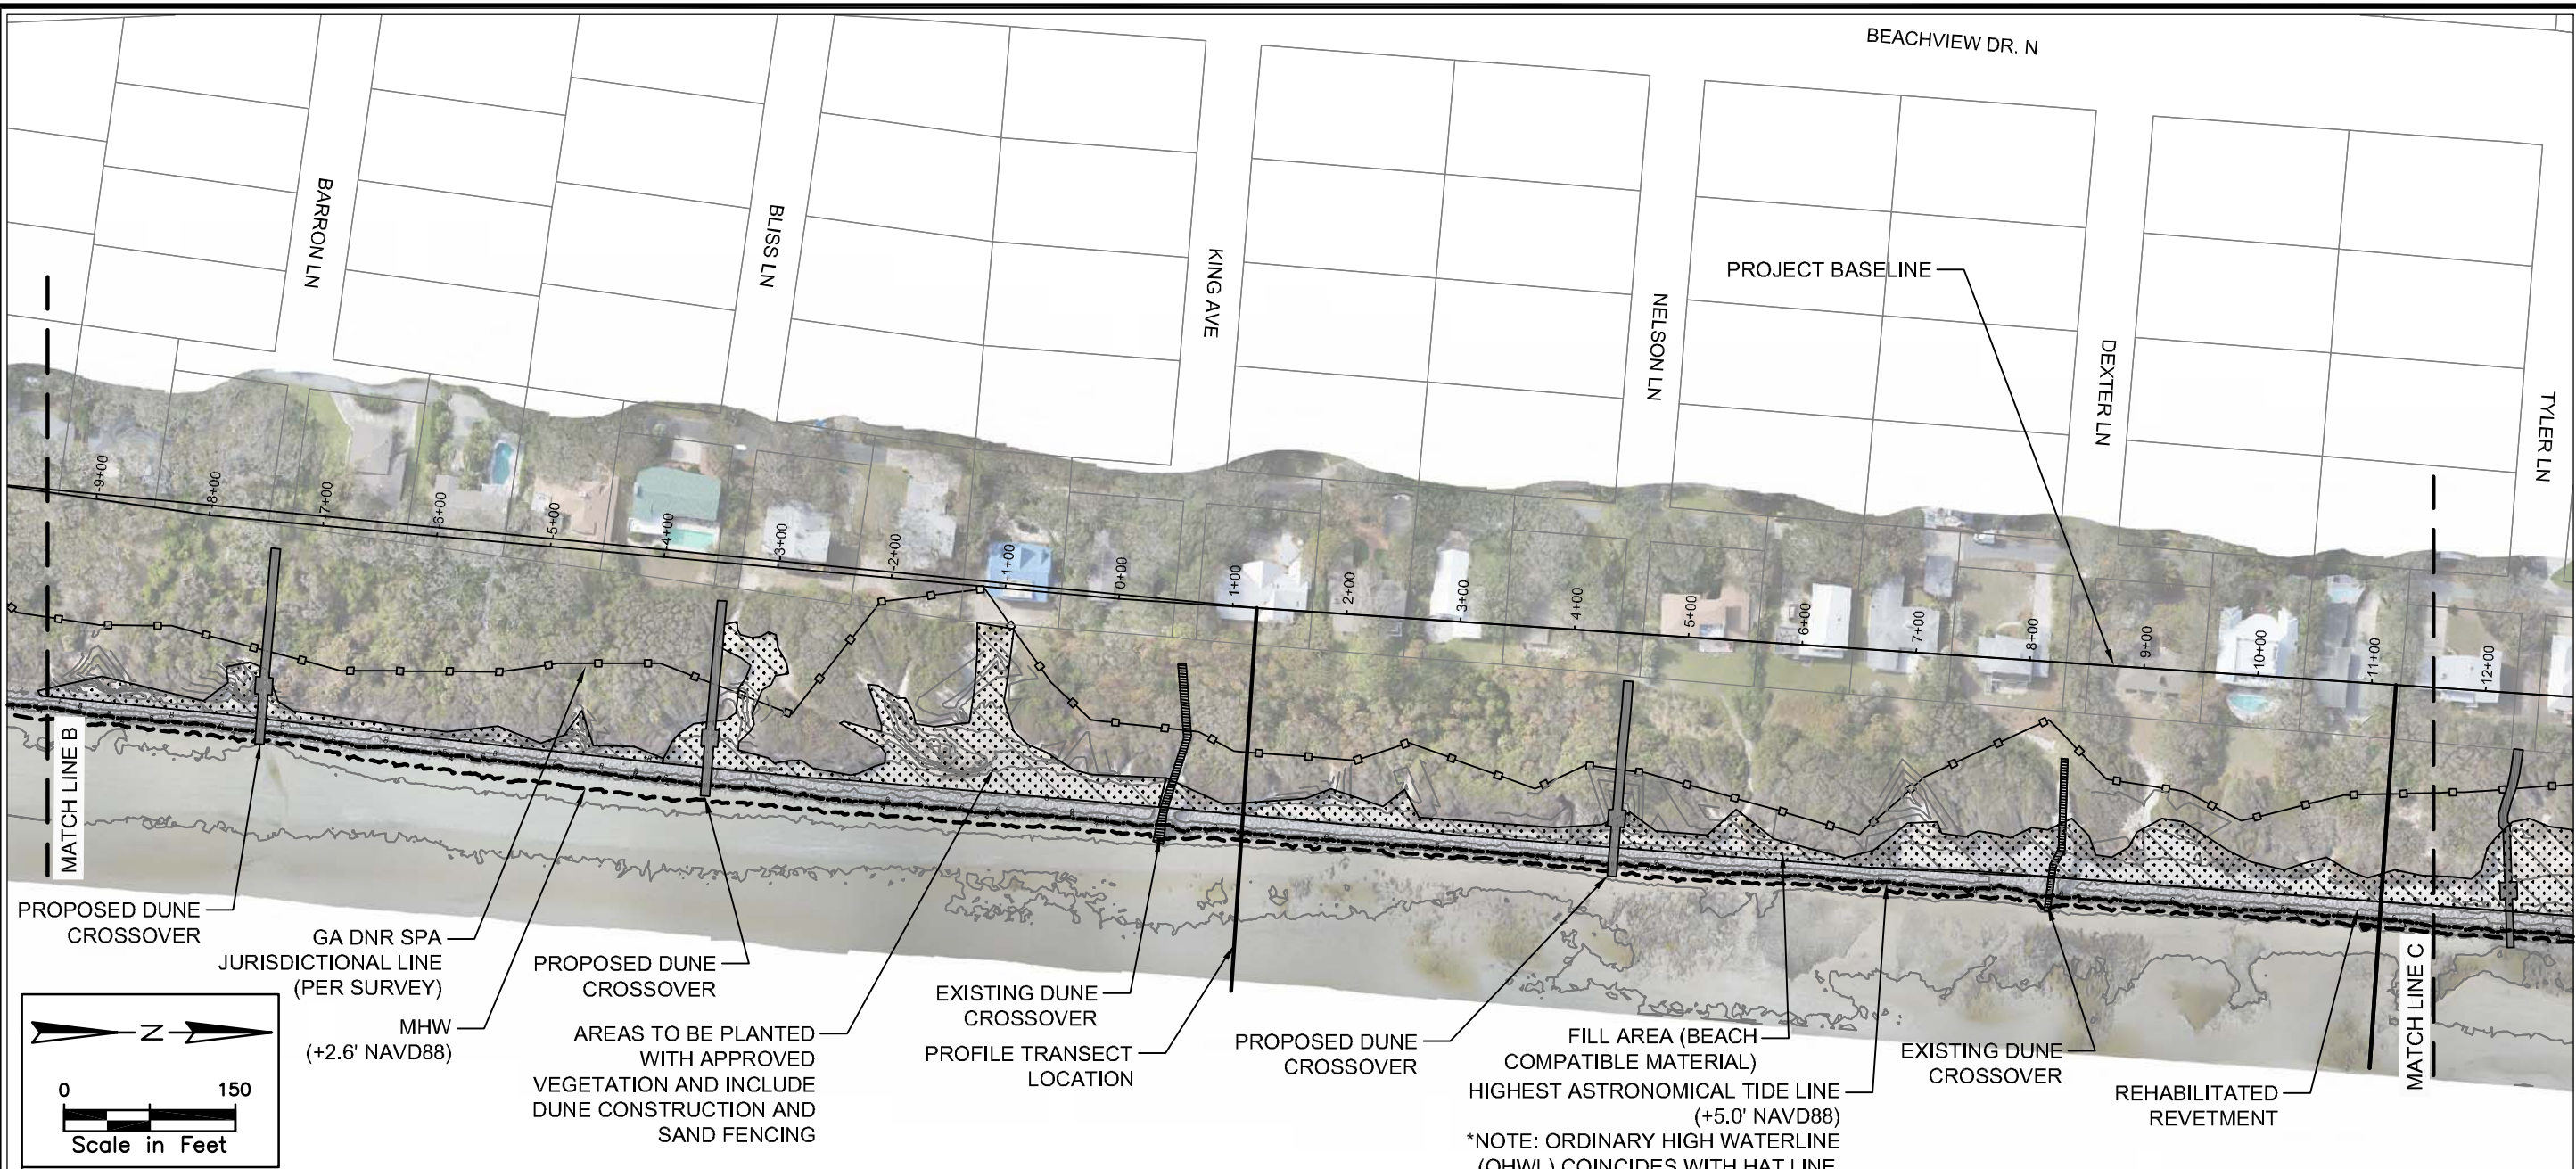 BEACHVIEW DR. N
BARRON LN
BLISS LN
KING AVE
NELSON LN
DEXTER LN
TYLER LN
PROJECT BASELINE
-9+00
-8+00
-7+00
-6+00
-5+00
-4+00
-3+00
-2+00
-1+00
0+00
1+00
2+00
3+00
4+00
5+00
6+00
7+00
8+00
9+00
10+00
11+00
12+00
MATCH LINE B
MATCH LINE C
PROPOSED DUNE
CROSSOVER
GA DNR SPA
JURISDICTIONAL LINE
(PER SURVEY)
MHW
(+2.6' NAVD88)
PROPOSED DUNE
CROSSOVER
AREAS TO BE PLANTED
WITH APPROVED
VEGETATION AND INCLUDE
DUNE CONSTRUCTION AND
SAND FENCING
EXISTING DUNE
CROSSOVER
PROFILE TRANSECT
LOCATION
PROPOSED DUNE
CROSSOVER
FILL AREA (BEACH
COMPATIBLE MATERIAL)
HIGHEST ASTRONOMICAL TIDE LINE
(+5.0' NAVD88)
*NOTE: ORDINARY HIGH WATERLINE
(OHWL) COINCIDES WITH HAT LINE
EXISTING DUNE
CROSSOVER
REHABILITATED
REVETMENT
N
0 150
Scale in Feet